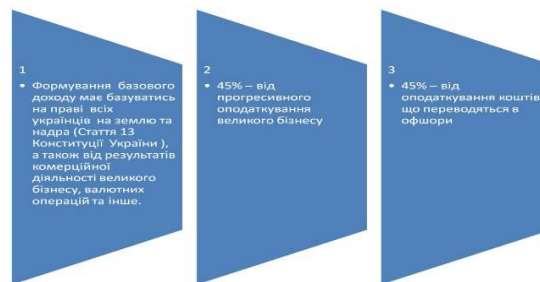 1
• Формування базового
доходу має базуватись
на праві всіх
українців на землю та
надра (Стаття 13
Конституції України ),
а також від результатів
комерційної
діяльності великого
бізнесу, валютних
операцій та інше.
2
• 45% – від
прогресивного
оподаткування
великого бізнесу
3
• 45% – від
оподаткування коштів
що переводяться в
офшори